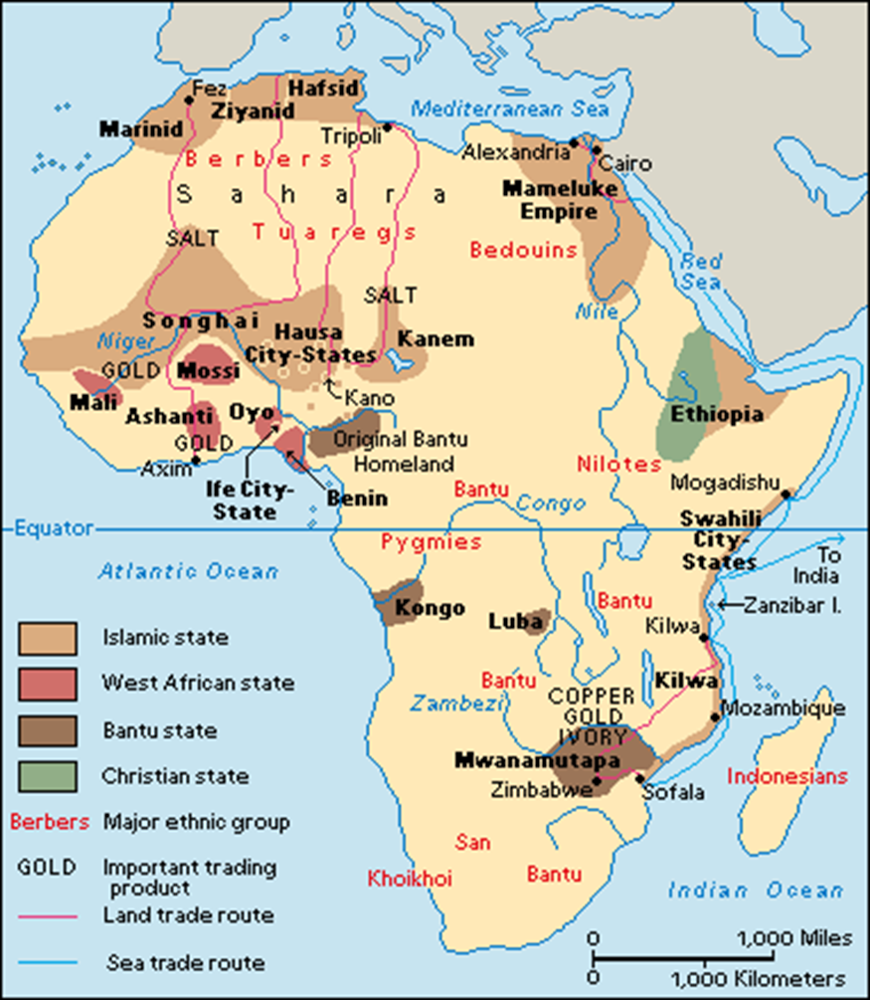 Fez
Hafsid
Ziyanid
Marinid
Mediterranean Sea
Tripoli
Alexandria
Cairo
Berbers
Sahara
Mameluke
Empire
Tuaregs
SALT
Bedouins
Red
Sea
SALT
Nile
Songhai
Niger
Hausa
City-States
Kanem
GOLD
Mossi
Mali
Kano
Ashanti
Oyo
Ethiopia
GOLD
Original Bantu
Homeland
Axim
Nilotes
Mogadishu
Ife City-
State
Benin
Bantu
Congo
Swahili
City-
States
Equator
Pygmies
To
India
Atlantic Ocean
Kongo
Luba
Bantu
Zanzibar I.
Kilwa
Bantu
Kilwa
Zambezi
COPPER
GOLD
IVORY
Mozambique
Mwanamutapa
Zimbabwe
Sofala
Indonesians
San
Khoikhoi
Bantu
Indian Ocean
Islamic state
West African state
Bantu state
Christian state
Berbers Major ethnic group
GOLD Important trading
product
Land trade route
Sea trade route
0 1,000 Miles
0 1,000 Kilometers